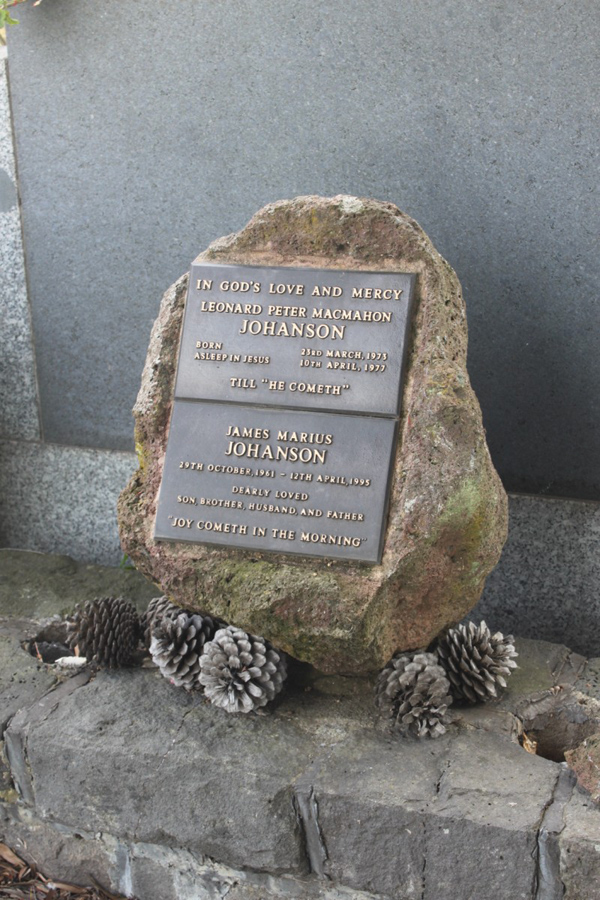 IN GOD'S LOVE AND MERCY
LEONARD PETER MACMAHON
JOHANSON
BORN 23RD MARCH, 1973
ASLEEP IN JESUS 10TH APRIL, 1977
TILL "HE COMETH"
JAMES MARIUS
JOHANSON
29TH OCTOBER, 1961 - 12TH APRIL, 1995
DEARLY LOVED
SON, BROTHER, HUSBAND, AND FATHER
"JOY COMETH IN THE MORNING"